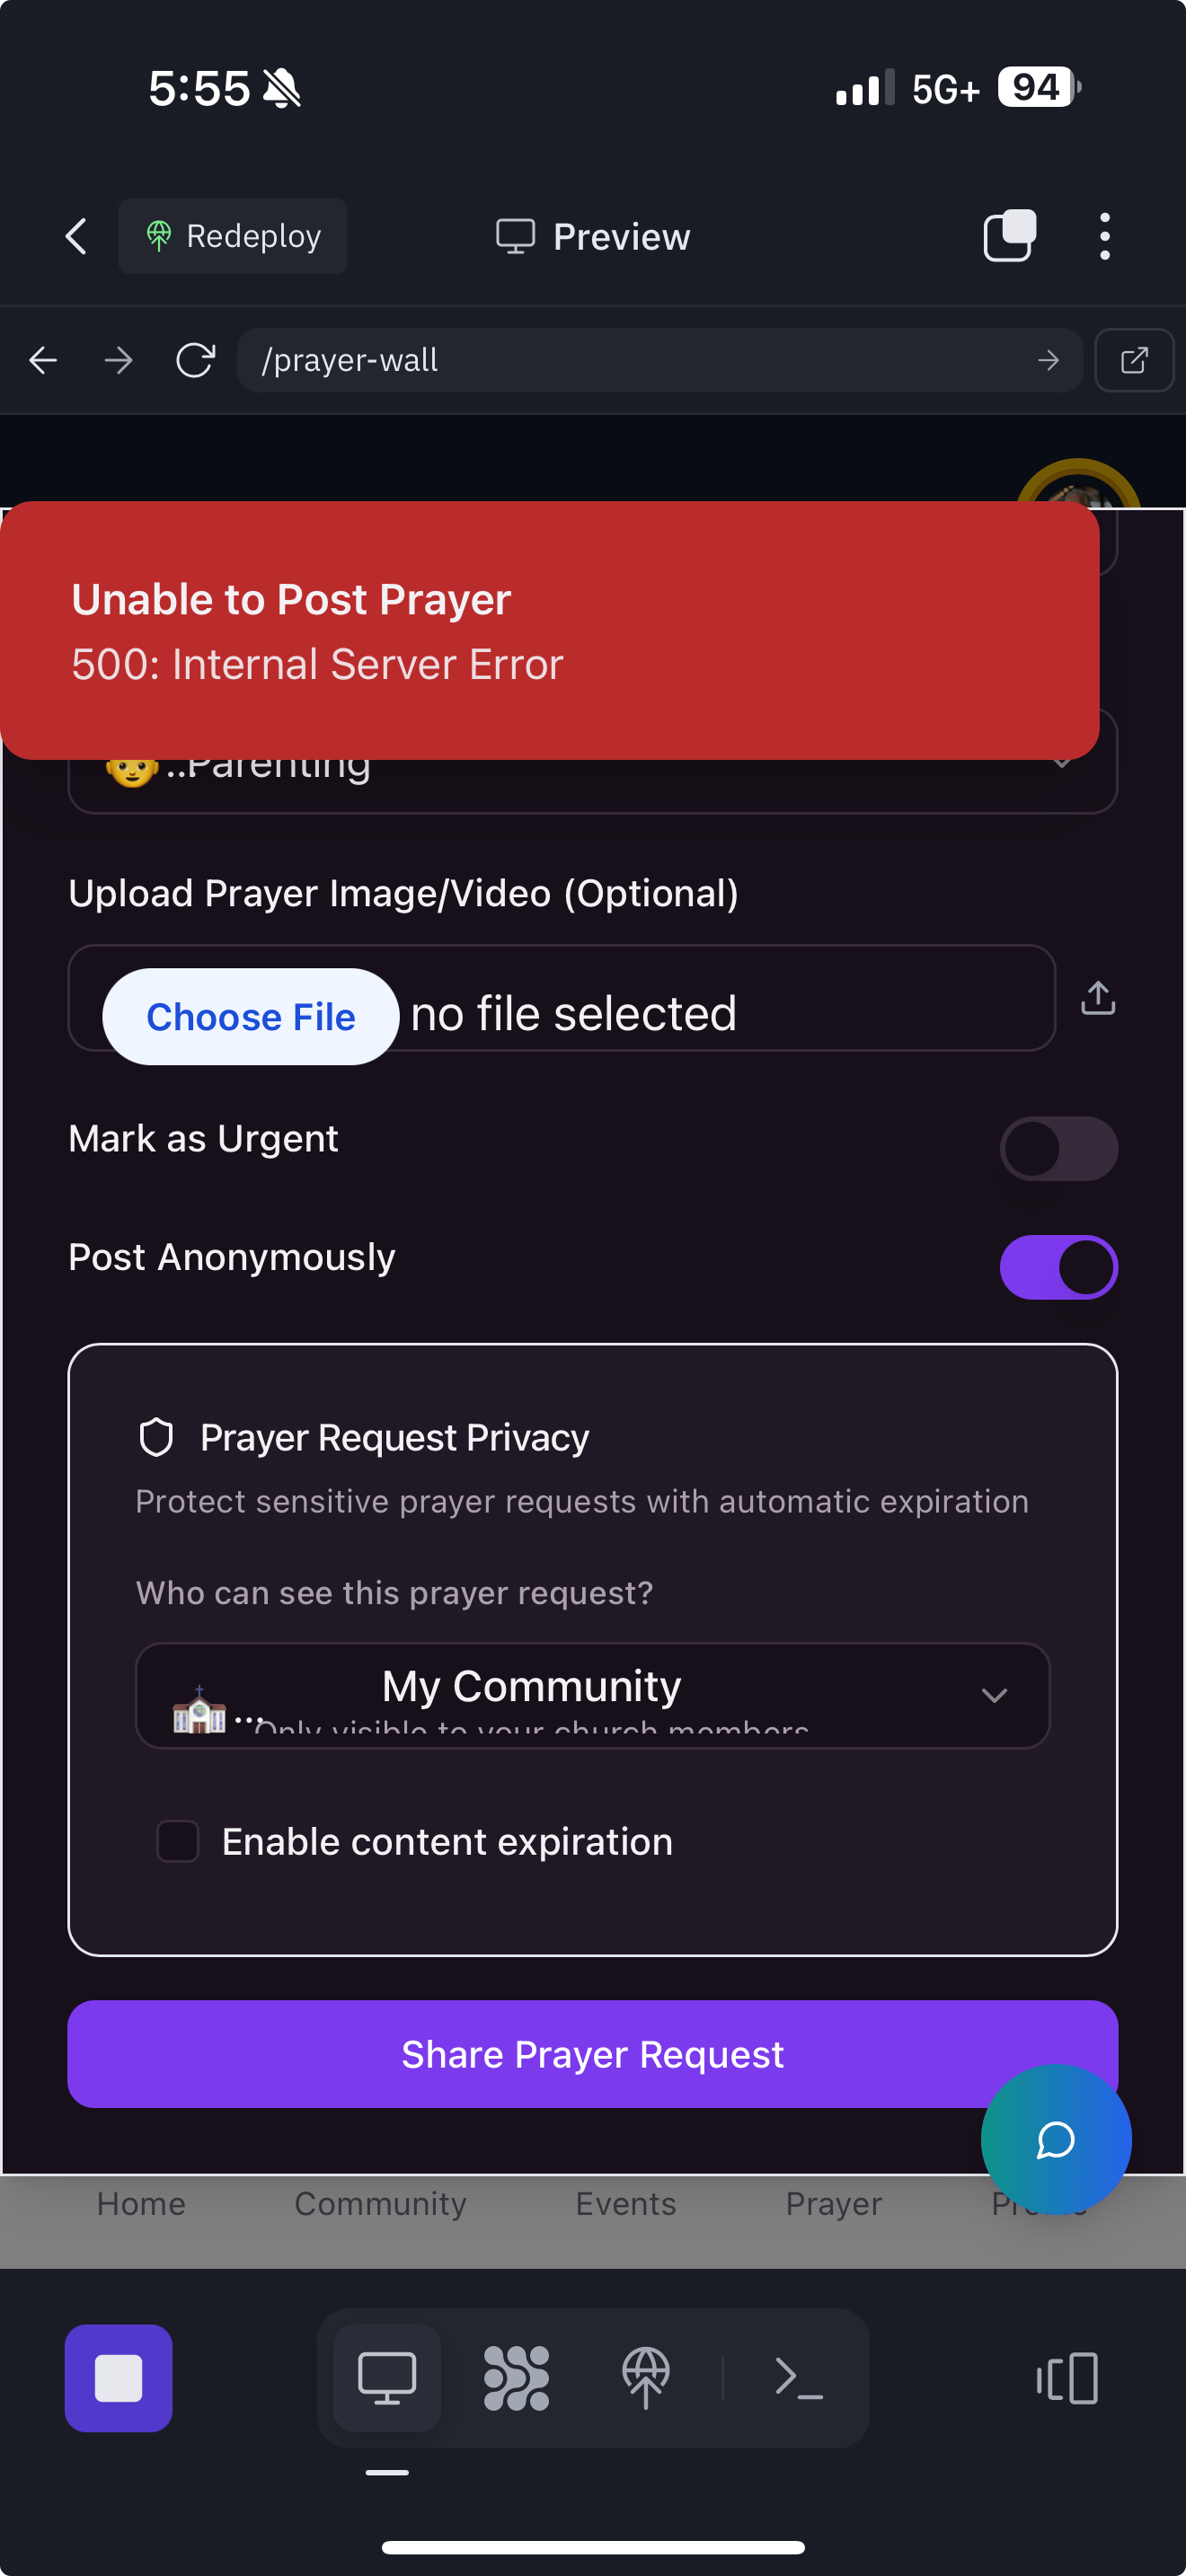 5:55
5G+ 94
Redeploy
Preview
/prayer-wall
Unable to Post Prayer
500: Internal Server Error
..Parenting
Upload Prayer Image/Video (Optional)
Choose File no file selected
Mark as Urgent
Post Anonymously
Prayer Request Privacy
Protect sensitive prayer requests with automatic expiration
Who can see this prayer request?
My Community
... Only visible to your church members
Enable content expiration
Share Prayer Request
Home Community Events Prayer